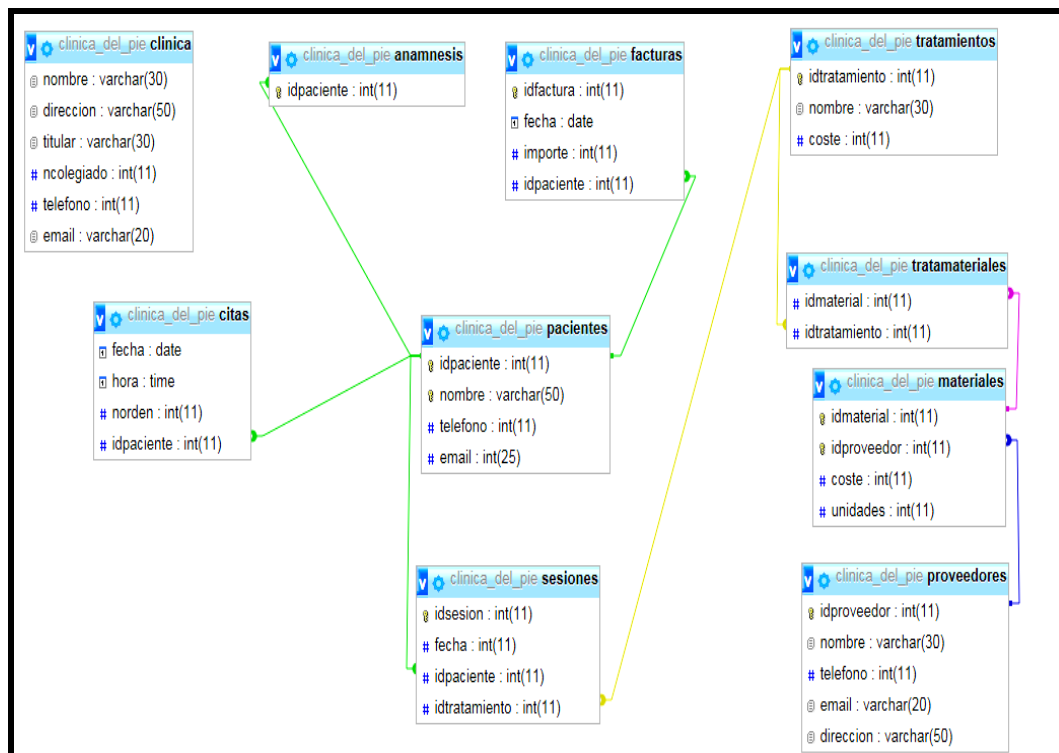 clinica_del_pie clinica
nombre : varchar(30)
direccion : varchar(50)
titular : varchar(30)
# ncolegiado : int(11)
# telefono : int(11)
email : varchar(20)
clinica_del_pie anamnesis
idpaciente : int(11)
clinica_del_pie facturas
idfactura : int(11)
fecha : date
# importe : int(11)
# idpaciente : int(11)
clinica_del_pie tratamientos
idtratamiento : int(11)
nombre : varchar(30)
# coste : int(11)
clinica_del_pie tratamateriales
# idmaterial : int(11)
# idtratamiento : int(11)
clinica_del_pie citas
fecha : date
hora : time
# norden : int(11)
# idpaciente : int(11)
clinica_del_pie pacientes
idpaciente : int(11)
nombre : varchar(50)
# telefono : int(11)
# email : int(25)
clinica_del_pie materiales
idmaterial : int(11)
idproveedor : int(11)
# coste : int(11)
# unidades : int(11)
clinica_del_pie sesiones
idsesion : int(11)
# fecha : int(11)
# idpaciente : int(11)
# idtratamiento : int(11)
clinica_del_pie proveedores
idproveedor : int(11)
nombre : varchar(30)
# telefono : int(11)
email : varchar(20)
direccion : varchar(50)